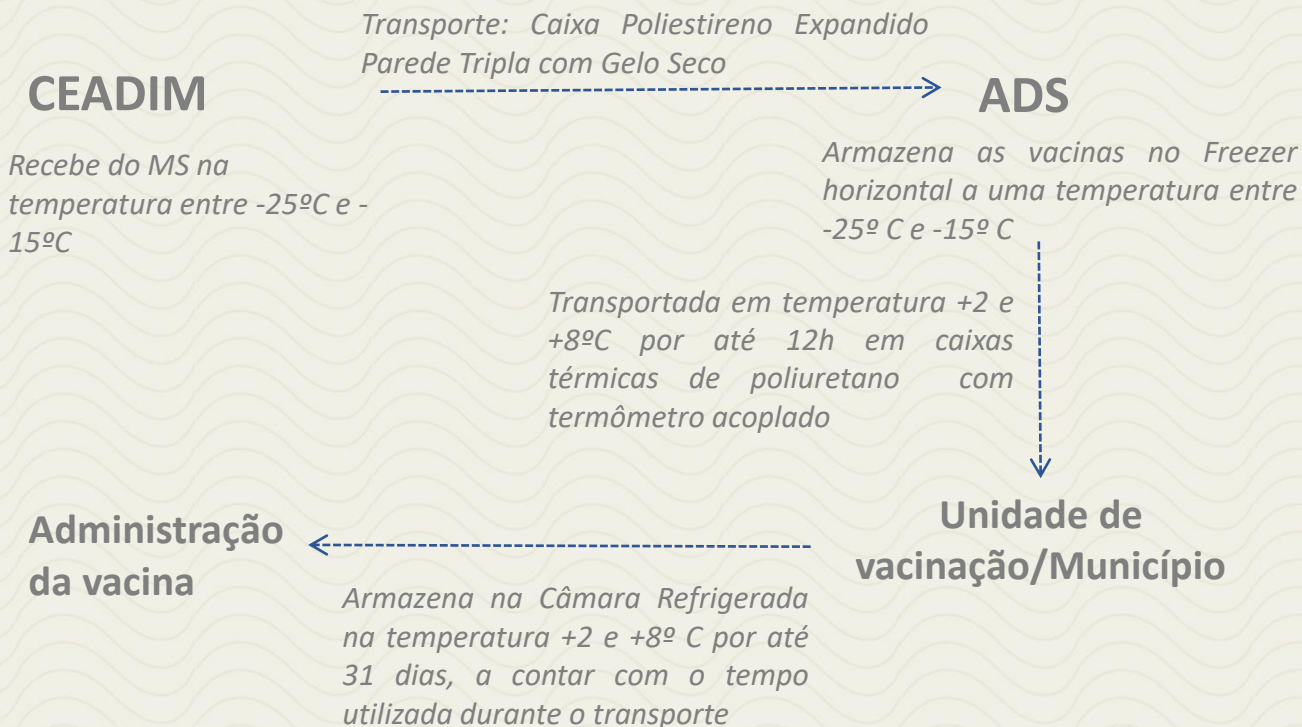 Transporte: Caixa Poliestireno Expandido
Parede Tripla com Gelo Seco
CEADIM
ADS
Recebe do MS na
temperatura entre -25ºC e -
15ºC
Armazena as vacinas no Freezer
horizontal a uma temperatura entre
-25º C e -15º C
Transportada em temperatura +2 e
+8ºC por até 12h em caixas
térmicas de poliuretano com
termômetro acoplado
Unidade de
vacinação/Município
Administração
da vacina
Armazena na Câmara Refrigerada
na temperatura +2 e +8º C por até
31 dias, a contar com o tempo
utilizada durante o transporte